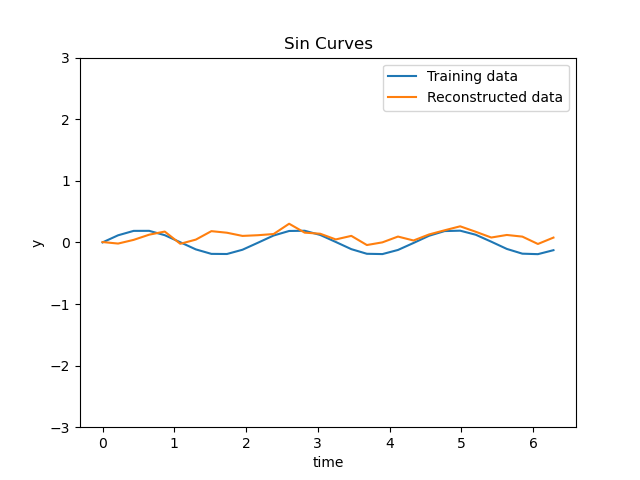 Sin Curves
Training data
Reconstructed data
3
2
1
0
−1
−2
−3
y
0 1 2 3 4 5 6
time